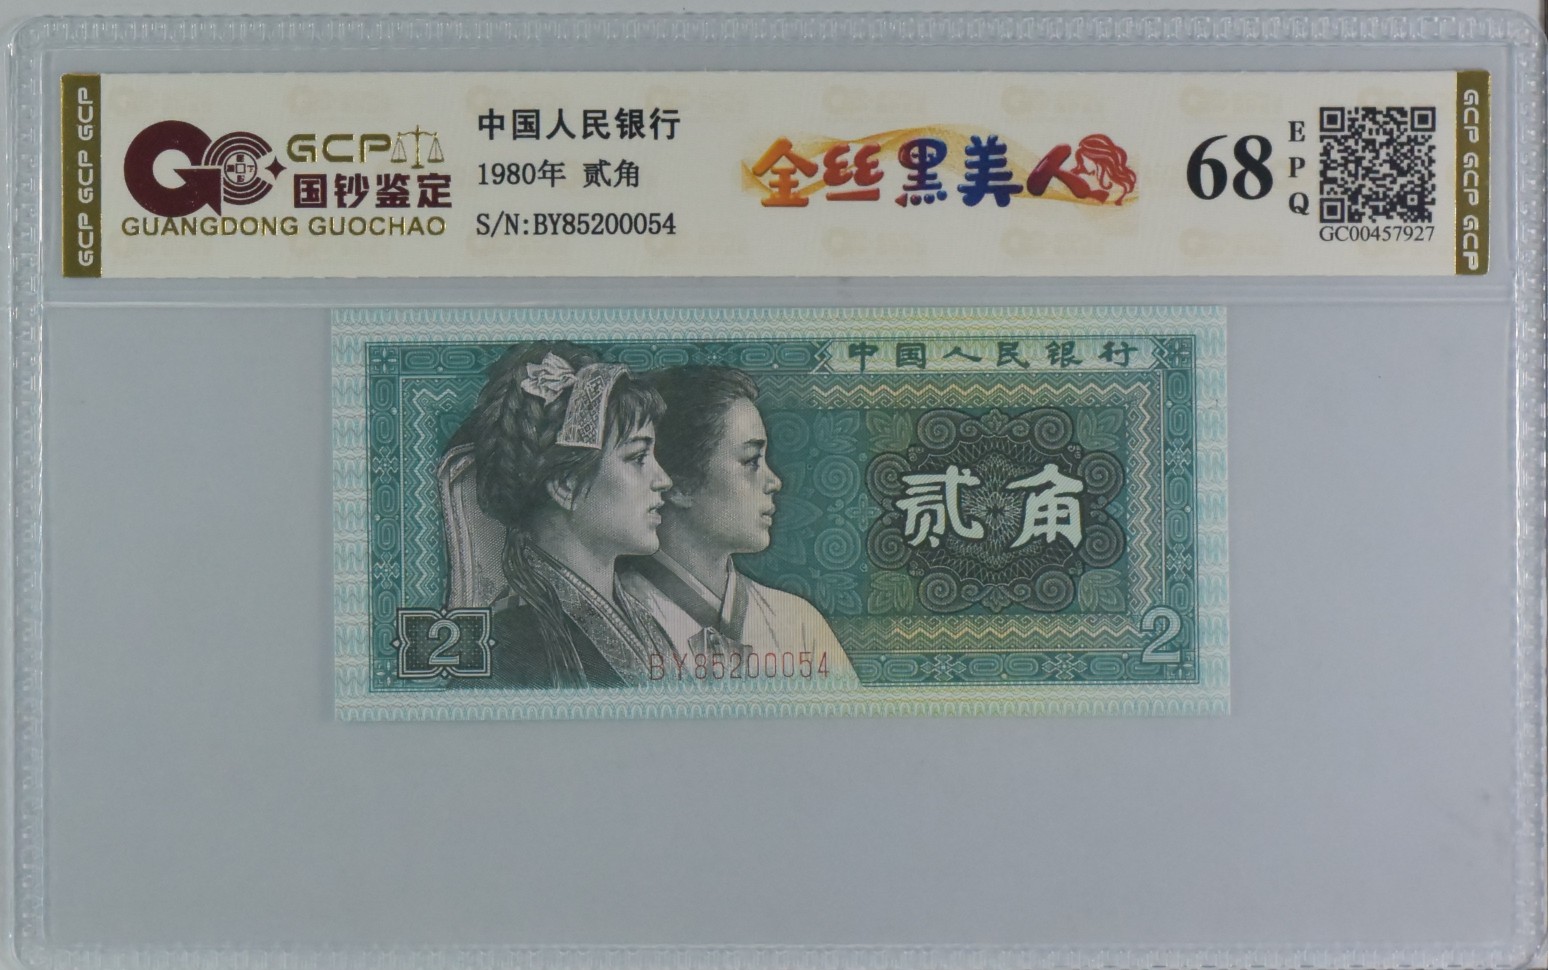 GCP GCP GCP
GCP
国钞鉴定
GUANGDONG GUOCHAO
中国人民银行
1980年 贰角
S/N:BY85200054
金丝黑美人
68
E
P
Q
GC00457927
GCP GCP GCP
中国人民银行
贰角
2
2
BY85200054